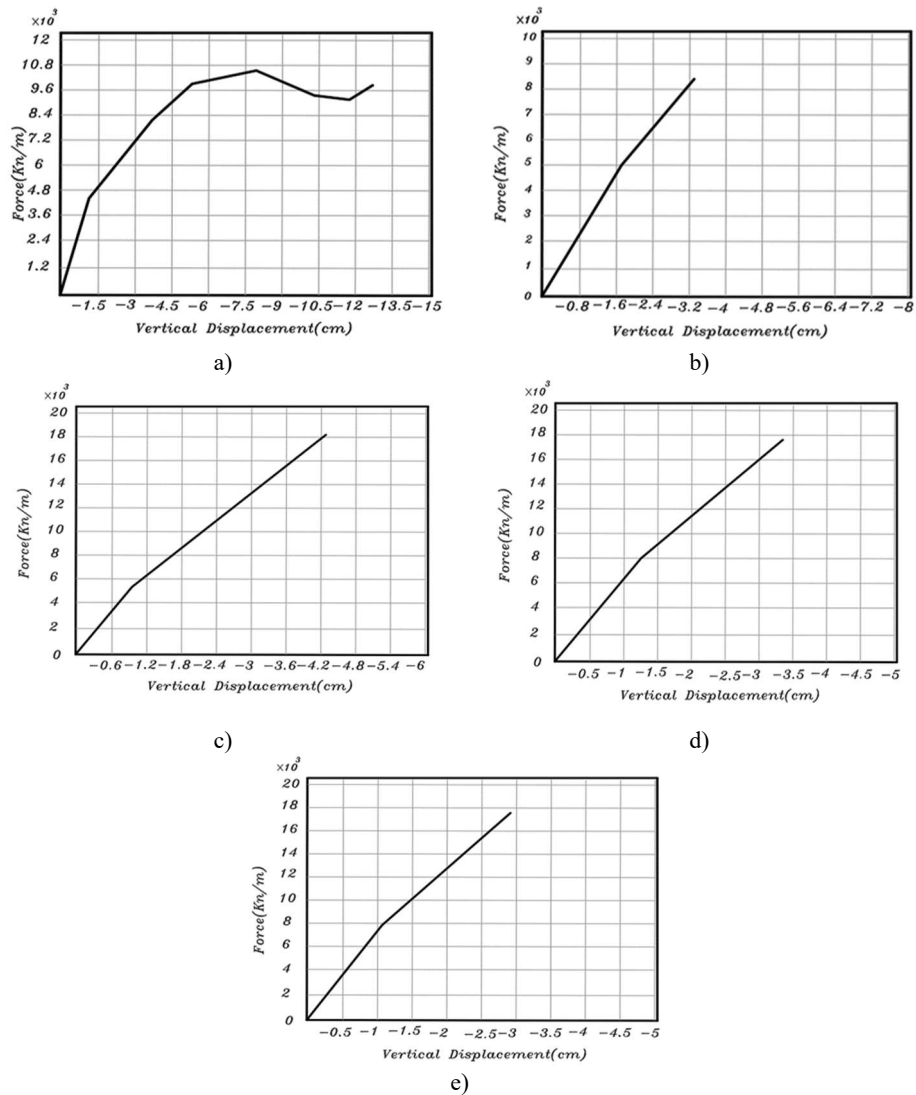 ×10³
12
10.8
9.6
8.4
7.2
6
4.8
3.6
2.4
1.2
Force(Kn/m)
-1.5 -3 -4.5 -6 -7.5 -9 -10.5 -12 -13.5 -15
Vertical Displacement(cm)
a)
×10³
10
9
8
7
6
5
4
3
2
1
0
Force(Kn/m)
-0.8 -1.6 -2.4 -3.2 -4 -4.8 -5.6 -6.4 -7.2 -8
Vertical Displacement(cm)
b)
×10³
20
18
16
14
12
10
8
6
4
2
0
Force(Kn/m)
-0.6 -1.2 -1.8 -2.4 -3 -3.6 -4.2 -4.8 -5.4 -6
Vertical Displacement(cm)
c)
×10³
20
18
16
14
12
10
8
6
4
2
0
Force(Kn/m)
-0.5 -1 -1.5 -2 -2.5 -3 -3.5 -4 -4.5 -5
Vertical Displacement(cm)
d)
×10³
20
18
16
14
12
10
8
6
4
2
0
Force(Kn/m)
-0.5 -1 -1.5 -2 -2.5 -3 -3.5 -4 -4.5 -5
Vertical Displacement(cm)
e)